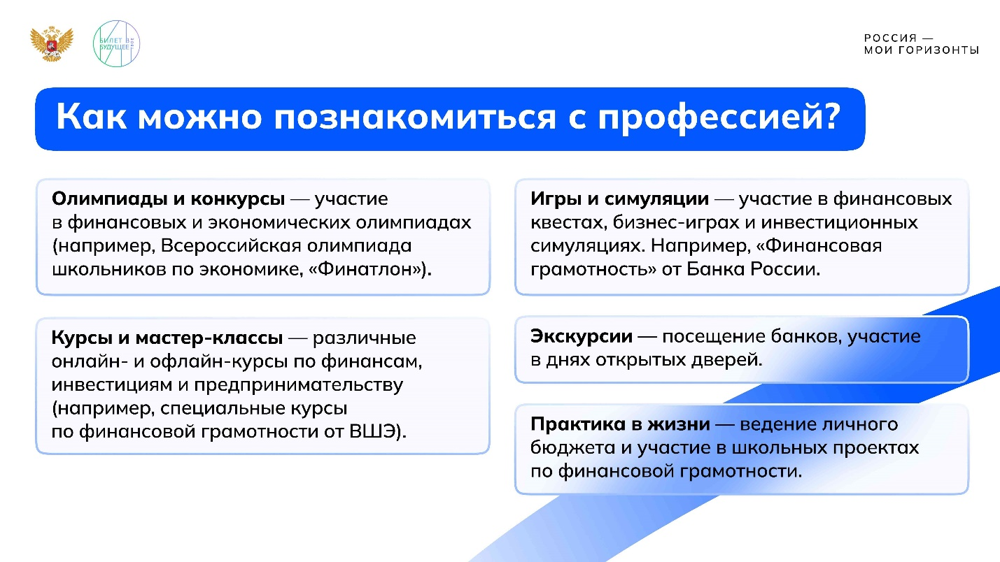 БИЛЕТ В
БУДУЩЕЕ
ТВОЁ
РОССИЯ —
МОИ ГОРИЗОНТЫ
Как можно познакомиться с профессией?
Олимпиады и конкурсы — участие
в финансовых и экономических олимпиадах
(например, Всероссийская олимпиада
школьников по экономике, «Финатлон»).
Курсы и мастер-классы — различные
онлайн- и офлайн-курсы по финансам,
инвестициям и предпринимательству
(например, специальные курсы
по финансовой грамотности от ВШЭ).
Игры и симуляции — участие в финансовых
квестах, бизнес-играх и инвестиционных
симуляциях. Например, «Финансовая
грамотность» от Банка России.
Экскурсии — посещение банков, участие
в днях открытых дверей.
Практика в жизни — ведение личного
бюджета и участие в школьных проектах
по финансовой грамотности.